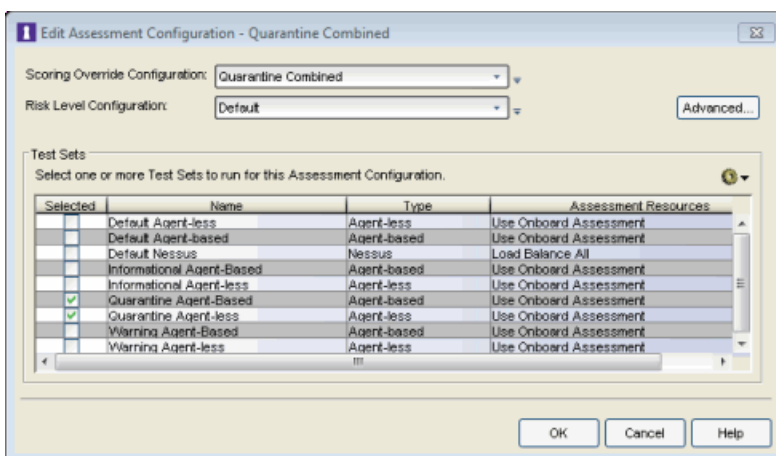 Edit Assessment Configuration - Quarantine Combined
Scoring Override Configuration: Quarantine Combined
Risk Level Configuration: Default Advanced...
Test Sets
Select one or more Test Sets to run for this Assessment Configuration.
Selected Name Type Assessment Resources
Default Agent-less Agent-less Use Onboard Assessment
Default Agent-based Agent-based Use Onboard Assessment
Default Nessus Nessus Load Balance All
Informational Agent-Based Agent-based Use Onboard Assessment
Informational Agent-less Agent-less Use Onboard Assessment
Quarantine Agent-Based Agent-based Use Onboard Assessment
Quarantine Agent-less Agent-less Use Onboard Assessment
Warning Agent-Based Agent-based Use Onboard Assessment
Warning Agent-less Agent-less Use Onboard Assessment
OK Cancel Help